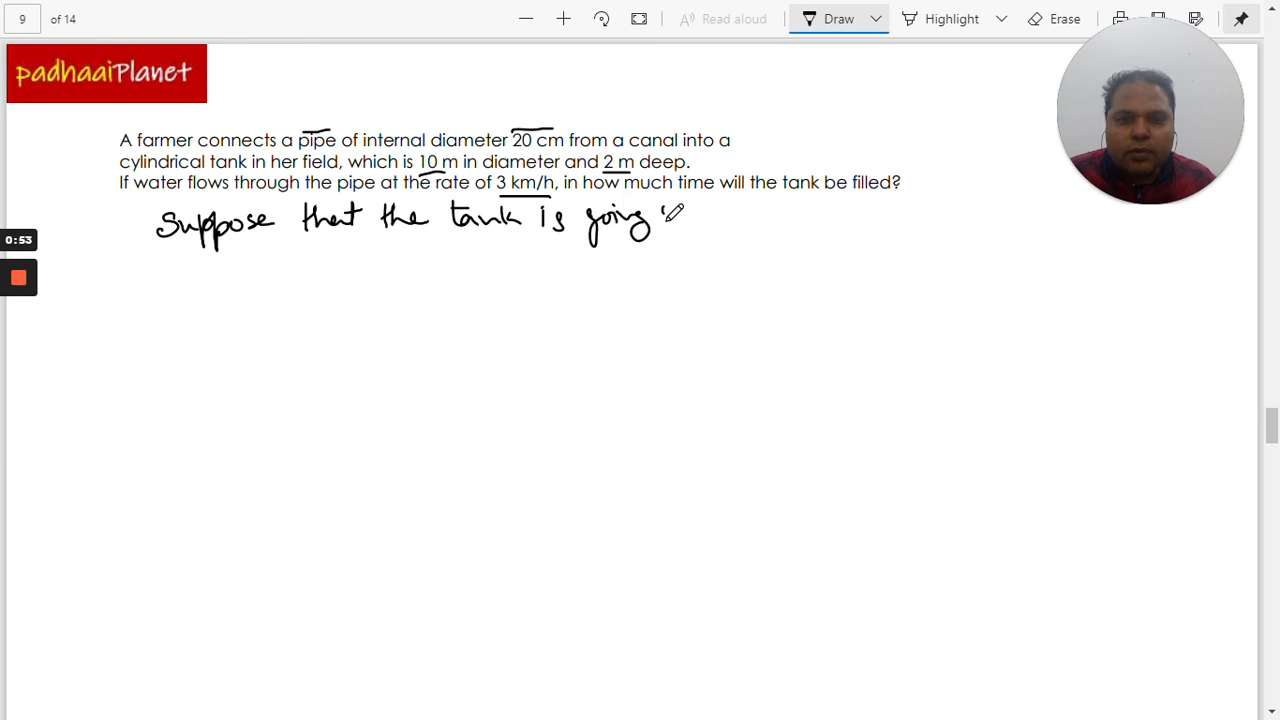 9 of 14
Read aloud
Draw
Highlight
Erase
padhaaiPlanet
A farmer connects a pipe of internal diameter 20 cm from a canal into a
cylindrical tank in her field, which is 10 m in diameter and 2 m deep.
If water flows through the pipe at the rate of 3 km/h, in how much time will the tank be filled?
Suppose that the tank is going
0:53